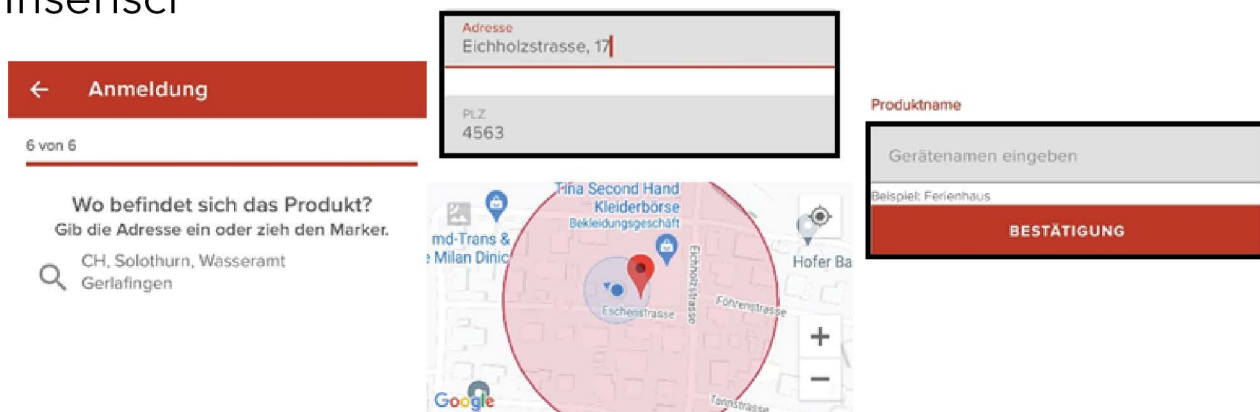 ← Anmeldung
6 von 6
Wo befindet sich das Produkt?
Gib die Adresse ein oder zieh den Marker.
CH, Solothurn, Wasseramt
Gerlafingen
Adresse
Eichholzstrasse, 17
PLZ
4563
Tina Second Hand
Kleiderbörse
Bekleidungsgeschäft
md-Trans &
Milan Dinic
Hofer Ba
Eichholzstrasse
Föhrenstrasse
Eschenstrasse
+
−
Tannstrasse
Google
Produktname
Gerätenamen eingeben
Beispiel: Ferienhaus
BESTÄTIGUNG